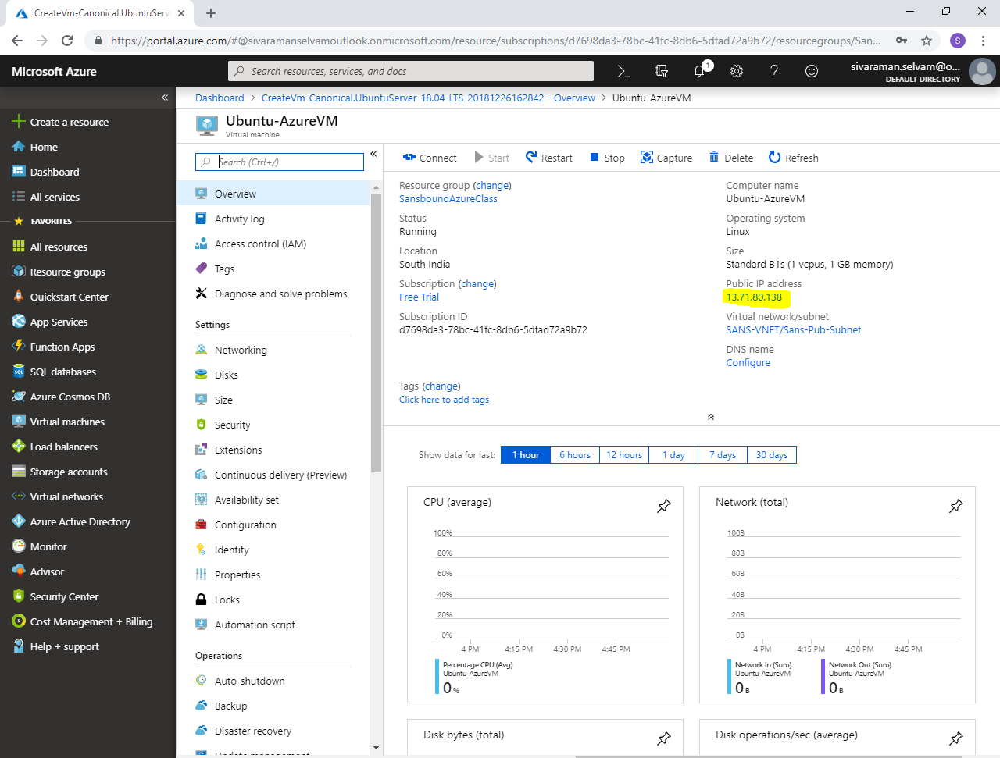 CreateVm-Canonical.UbuntuServ
https://portal.azure.com/#@sivaramanselvamoutlook.onmicrosoft.com/resource/subscriptions/d7698da3-78bc-41fc-8db6-5dfad72a9b72/resourcegroups/San...
S
Microsoft Azure
Search resources, services, and docs
1
sivaraman.selvam@o...
DEFAULT DIRECTORY
Dashboard > CreateVm-Canonical.UbuntuServer-18.04-LTS-20181226162842 - Overview > Ubuntu-AzureVM
Ubuntu-AzureVM
Virtual machine
Create a resource
Home
Dashboard
All services
FAVORITES
All resources
Resource groups
Quickstart Center
App Services
Function Apps
SQL databases
Azure Cosmos DB
Virtual machines
Load balancers
Storage accounts
Virtual networks
Azure Active Directory
Monitor
Advisor
Security Center
Cost Management + Billing
Help + support
Search (Ctrl+/)
Overview
Activity log
Access control (IAM)
Tags
Diagnose and solve problems
Settings
Networking
Disks
Size
Security
Extensions
Continuous delivery (Preview)
Availability set
Configuration
Identity
Properties
Locks
Automation script
Operations
Auto-shutdown
Backup
Disaster recovery
Update management
Connect Start Restart Stop Capture Delete Refresh
Resource group (change)
SansboundAzureClass
Status
Running
Location
South India
Subscription (change)
Free Trial
Subscription ID
d7698da3-78bc-41fc-8db6-5dfad72a9b72
Computer name
Ubuntu-AzureVM
Operating system
Linux
Size
Standard B1s (1 vcpus, 1 GB memory)
Public IP address
13.71.80.138
Virtual network/subnet
SANS-VNET/Sans-Pub-Subnet
DNS name
Configure
Tags (change)
Click here to add tags
Show data for last: 1 hour 6 hours 12 hours 1 day 7 days 30 days
CPU (average)
100%
80%
60%
40%
20%
0%
4 PM 4:15 PM 4:30 PM 4:45 PM
Percentage CPU (Avg)
Ubuntu-AzureVM
0 %
Network (total)
100B
80B
60B
40B
20B
0B
4 PM 4:15 PM 4:30 PM 4:45 PM
Network In (Sum)
Ubuntu-AzureVM
0 B
Network Out (Sum)
Ubuntu-AzureVM
0 B
Disk bytes (total)
Disk operations/sec (average)